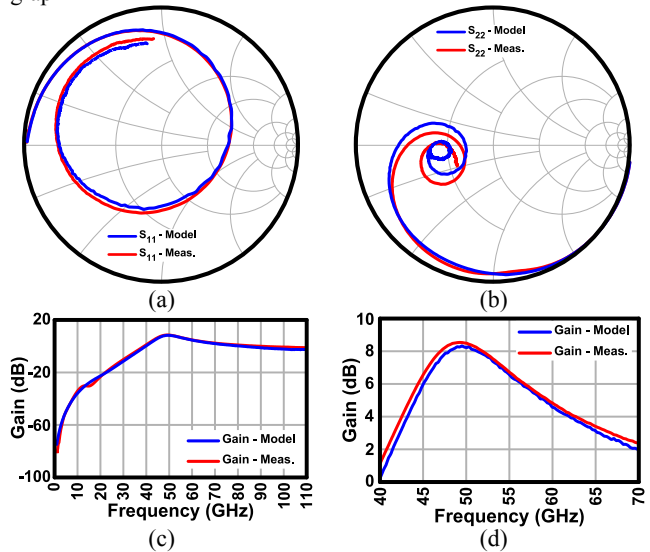 S11 - Model
S11 - Meas.
(a)
S22 - Model
S22 - Meas.
(b)
20
-20
-60
-100
Gain (dB)
Gain - Model
Gain - Meas.
0 10 20 30 40 50 60 70 80 90 100 110
Frequency (GHz)
(c)
10
8
6
4
2
0
Gain (dB)
Gain - Model
Gain - Meas.
40 45 50 55 60 65 70
Frequency (GHz)
(d)